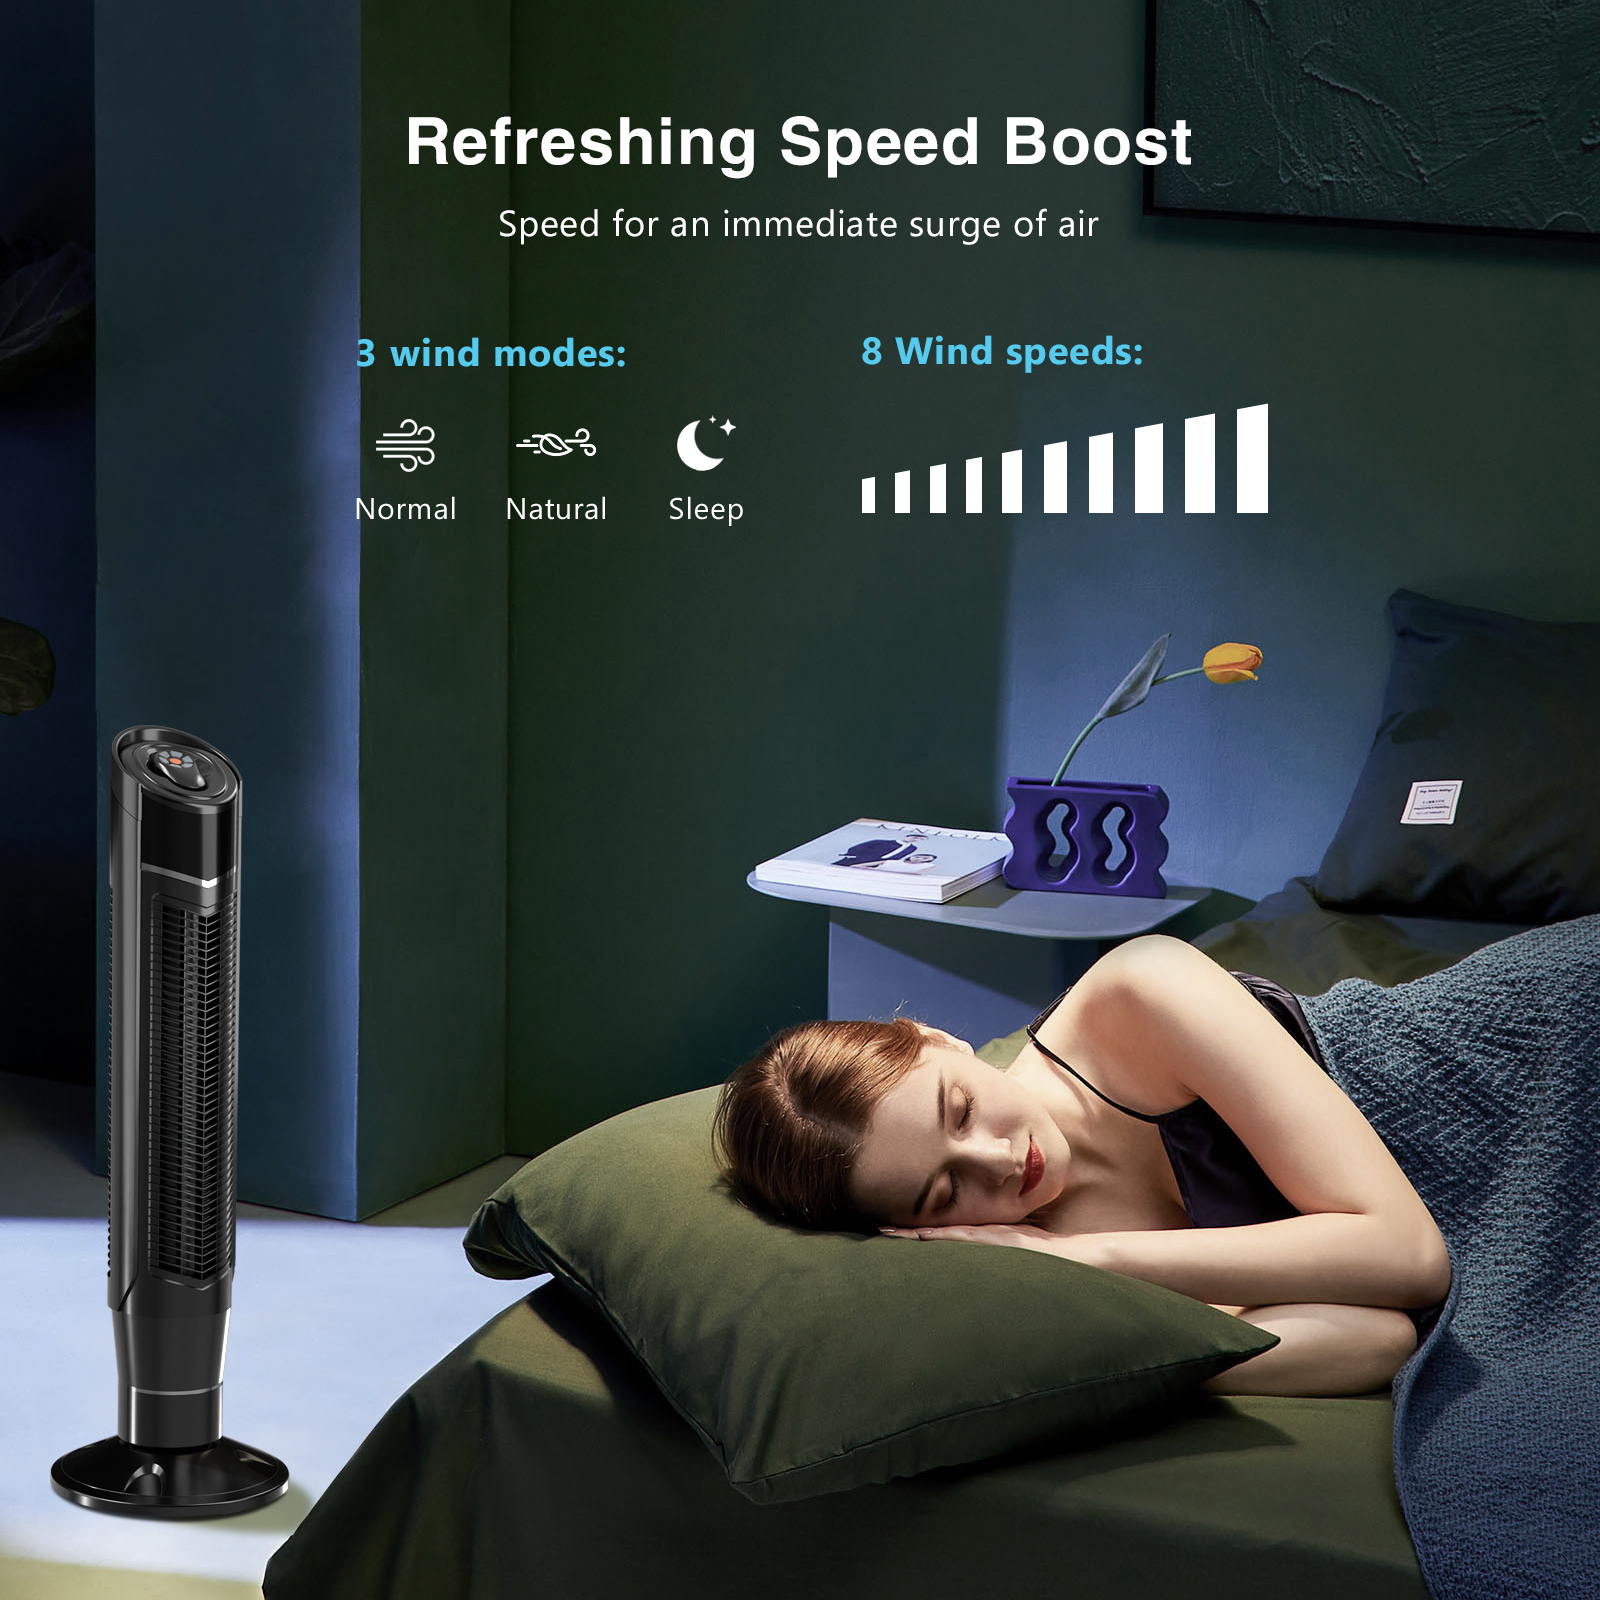 Refreshing Speed Boost
Speed for an immediate surge of air
3 wind modes:
8 Wind speeds:
Normal
Natural
Sleep